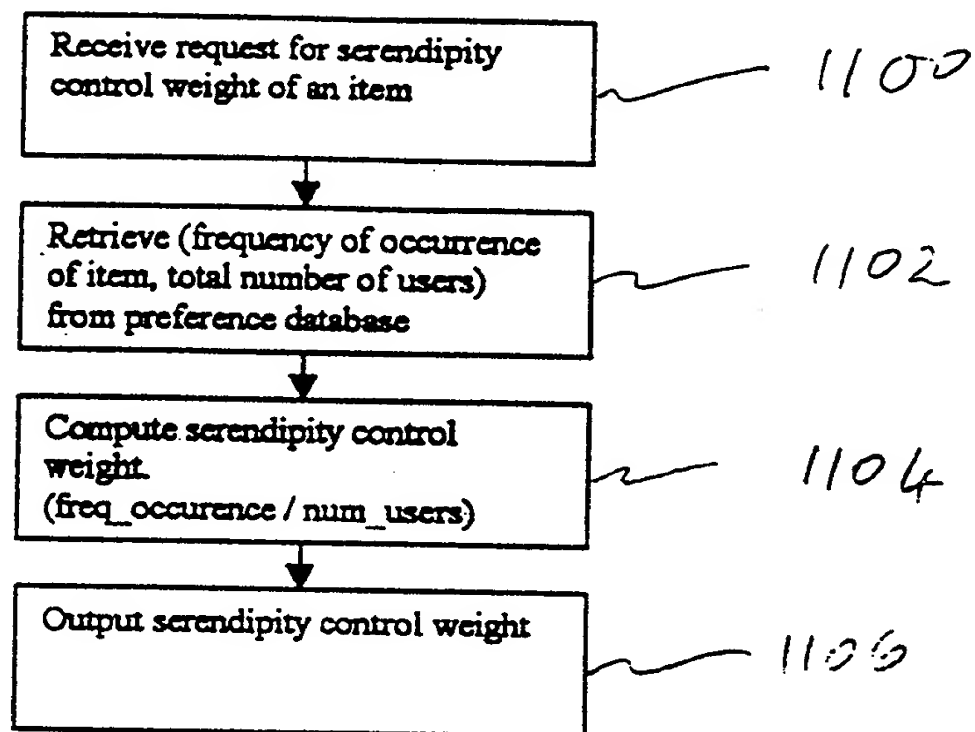 Receive request for serendipity
control weight of an item
1100
Retrieve (frequency of occurrence
of item, total number of users)
from preference database
1102
Compute serendipity control
weight.
(freq_occurence / num_users)
1104
Output serendipity control weight
1106